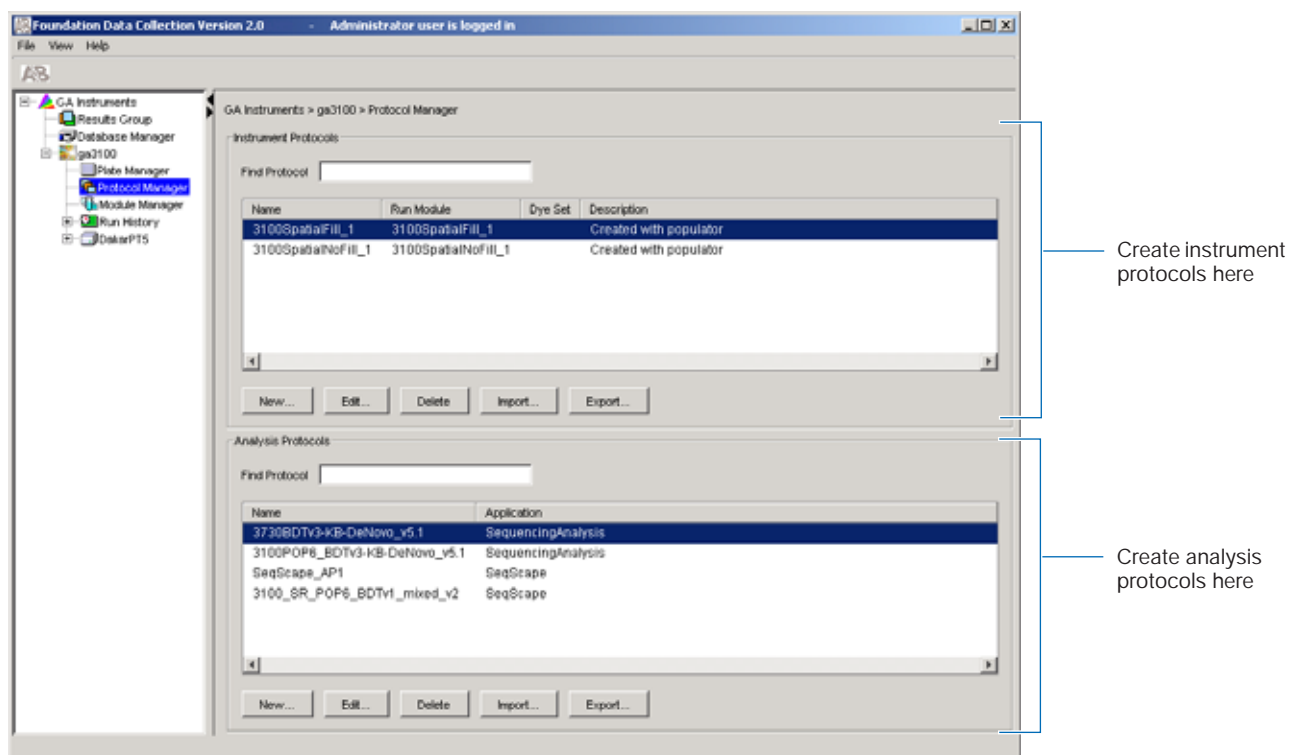 Foundation Data Collection Version 2.0 - Administrator user is logged in
File View Help
AB
GA Instruments
Results Group
Database Manager
ga3100
Plate Manager
Protocol Manager
Module Manager
Run History
DakarPT5
GA Instruments > ga3100 > Protocol Manager
Instrument Protocols
Find Protocol
Name Run Module Dye Set Description
3100SpatialFill_1 3100SpatialFill_1 Created with populator
3100SpatialNoFill_1 3100SpatialNoFill_1 Created with populator
New... Edit... Delete Import... Export...
Create instrument
protocols here
Analysis Protocols
Find Protocol
Name Application
3730BDTv3-KB-DeNovo_v5.1 SequencingAnalysis
3100POP6_BDTv3-KB-DeNovo_v5.1 SequencingAnalysis
SeqScape_AP1 SeqScape
3100_SR_POP6_BDTv1_mixed_v2 SeqScape
New... Edit... Delete Import... Export...
Create analysis
protocols here